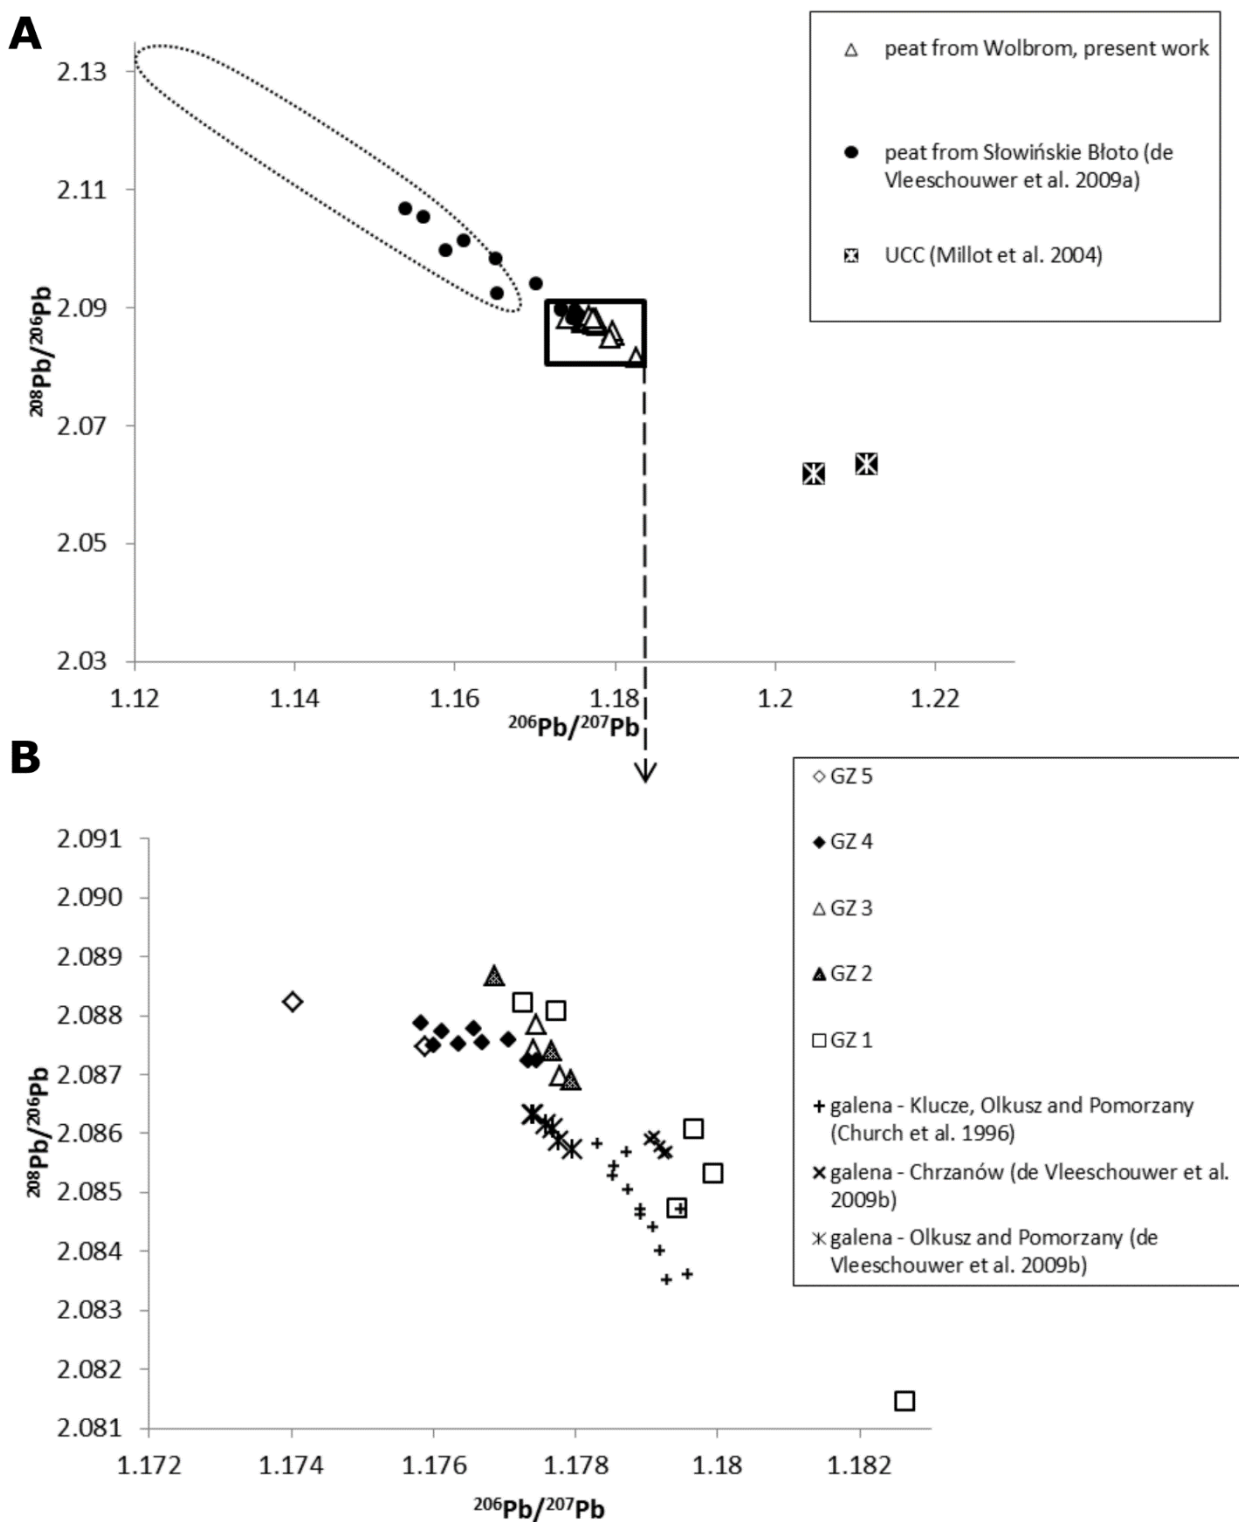 A
peat from Wolbrom, present work
peat from Słowińskie Błoto (de
Vleeschouwer et al. 2009a)
UCC (Millot et al. 2004)
2.13
2.11
2.09
2.07
2.05
2.03
²⁰⁸Pb/²⁰⁶Pb
1.12 1.14 1.16 1.18 1.2 1.22
²⁰⁶Pb/²⁰⁷Pb
B
GZ 5
GZ 4
GZ 3
GZ 2
GZ 1
galena - Klucze, Olkusz and Pomorzany
(Church et al. 1996)
galena - Chrzanów (de Vleeschouwer et al.
2009b)
galena - Olkusz and Pomorzany (de
Vleeschouwer et al. 2009b)
2.091
2.090
2.089
2.088
2.087
2.086
2.085
2.084
2.083
2.082
2.081
²⁰⁸Pb/²⁰⁶Pb
1.172 1.174 1.176 1.178 1.18 1.182
²⁰⁶Pb/²⁰⁷Pb